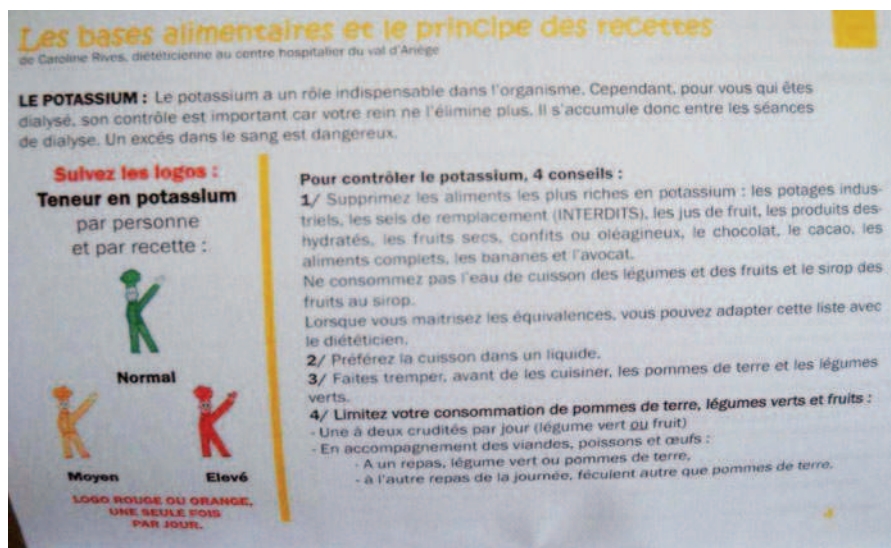 Les bases alimentaires et le principe des recettes
de Caroline Rives, diététicienne au centre hospitalier du val d'Ariège
LE POTASSIUM : Le potassium a un rôle indispensable dans l'organisme. Cependant, pour vous qui êtes
dialysé, son contrôle est important car votre rein ne l'élimine plus. Il s'accumule donc entre les séances
de dialyse. Un excés dans le sang est dangereux.
Suivez les logos :
Teneur en potassium
par personne
et par recette :
Normal
Moyen
Elevé
LOGO ROUGE OU ORANGE,
UNE SEULE FOIS
PAR JOUR.
Pour contrôler le potassium, 4 conseils :
1/ Supprimez les aliments les plus riches en potassium : les potages indus-
triels, les sels de remplacement (INTERDITS), les jus de fruit, les produits des-
hydratés, les fruits secs, confits ou oléagineux, le chocolat, le cacao, les
aliments complets, les bananes et l'avocat.
Ne consommez pas l'eau de cuisson des légumes et des fruits et le sirop des
fruits au sirop.
Lorsque vous maitrisez les équivalences, vous pouvez adapter cette liste avec
le diététicien.
2/ Préférez la cuisson dans un liquide.
3/ Faites tremper, avant de les cuisiner, les pommes de terre et les légumes
verts.
4/ Limitez votre consommation de pommes de terre, légumes verts et fruits :
- Une à deux crudités par jour (légume vert ou fruit)
- En accompagnement des viandes, poissons et œufs :
- A un repas, légume vert ou pommes de terre,
- à l'autre repas de la journée, féculent autre que pommes de terre.
4